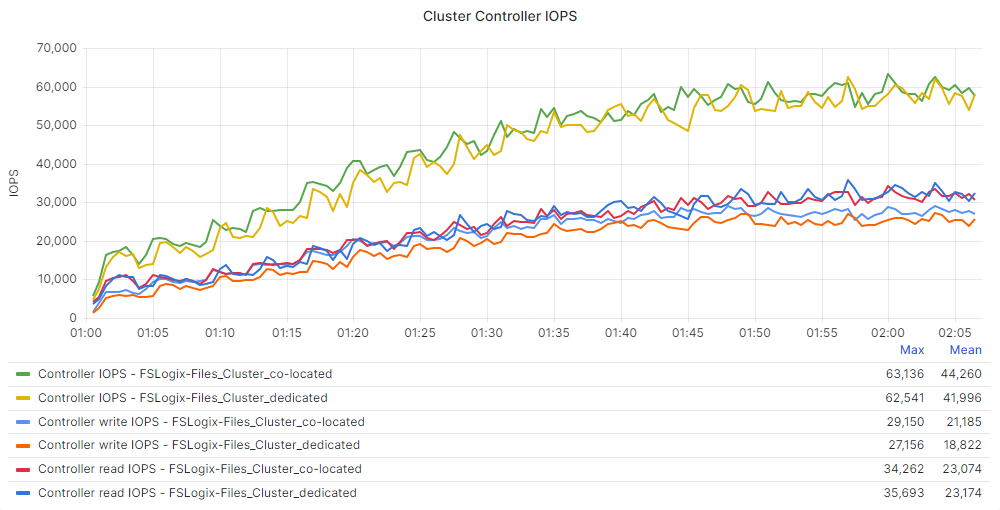 Cluster Controller IOPS
70,000
60,000
50,000
40,000
30,000
20,000
10,000
0
IOPS
01:00 01:05 01:10 01:15 01:20 01:25 01:30 01:35 01:40 01:45 01:50 01:55 02:00 02:05
Max Mean
Controller IOPS - FSLogix-Files_Cluster_co-located 63,136 44,260
Controller IOPS - FSLogix-Files_Cluster_dedicated 62,541 41,996
Controller write IOPS - FSLogix-Files_Cluster_co-located 29,150 21,185
Controller write IOPS - FSLogix-Files_Cluster_dedicated 27,156 18,822
Controller read IOPS - FSLogix-Files_Cluster_co-located 34,262 23,074
Controller read IOPS - FSLogix-Files_Cluster_dedicated 35,693 23,174